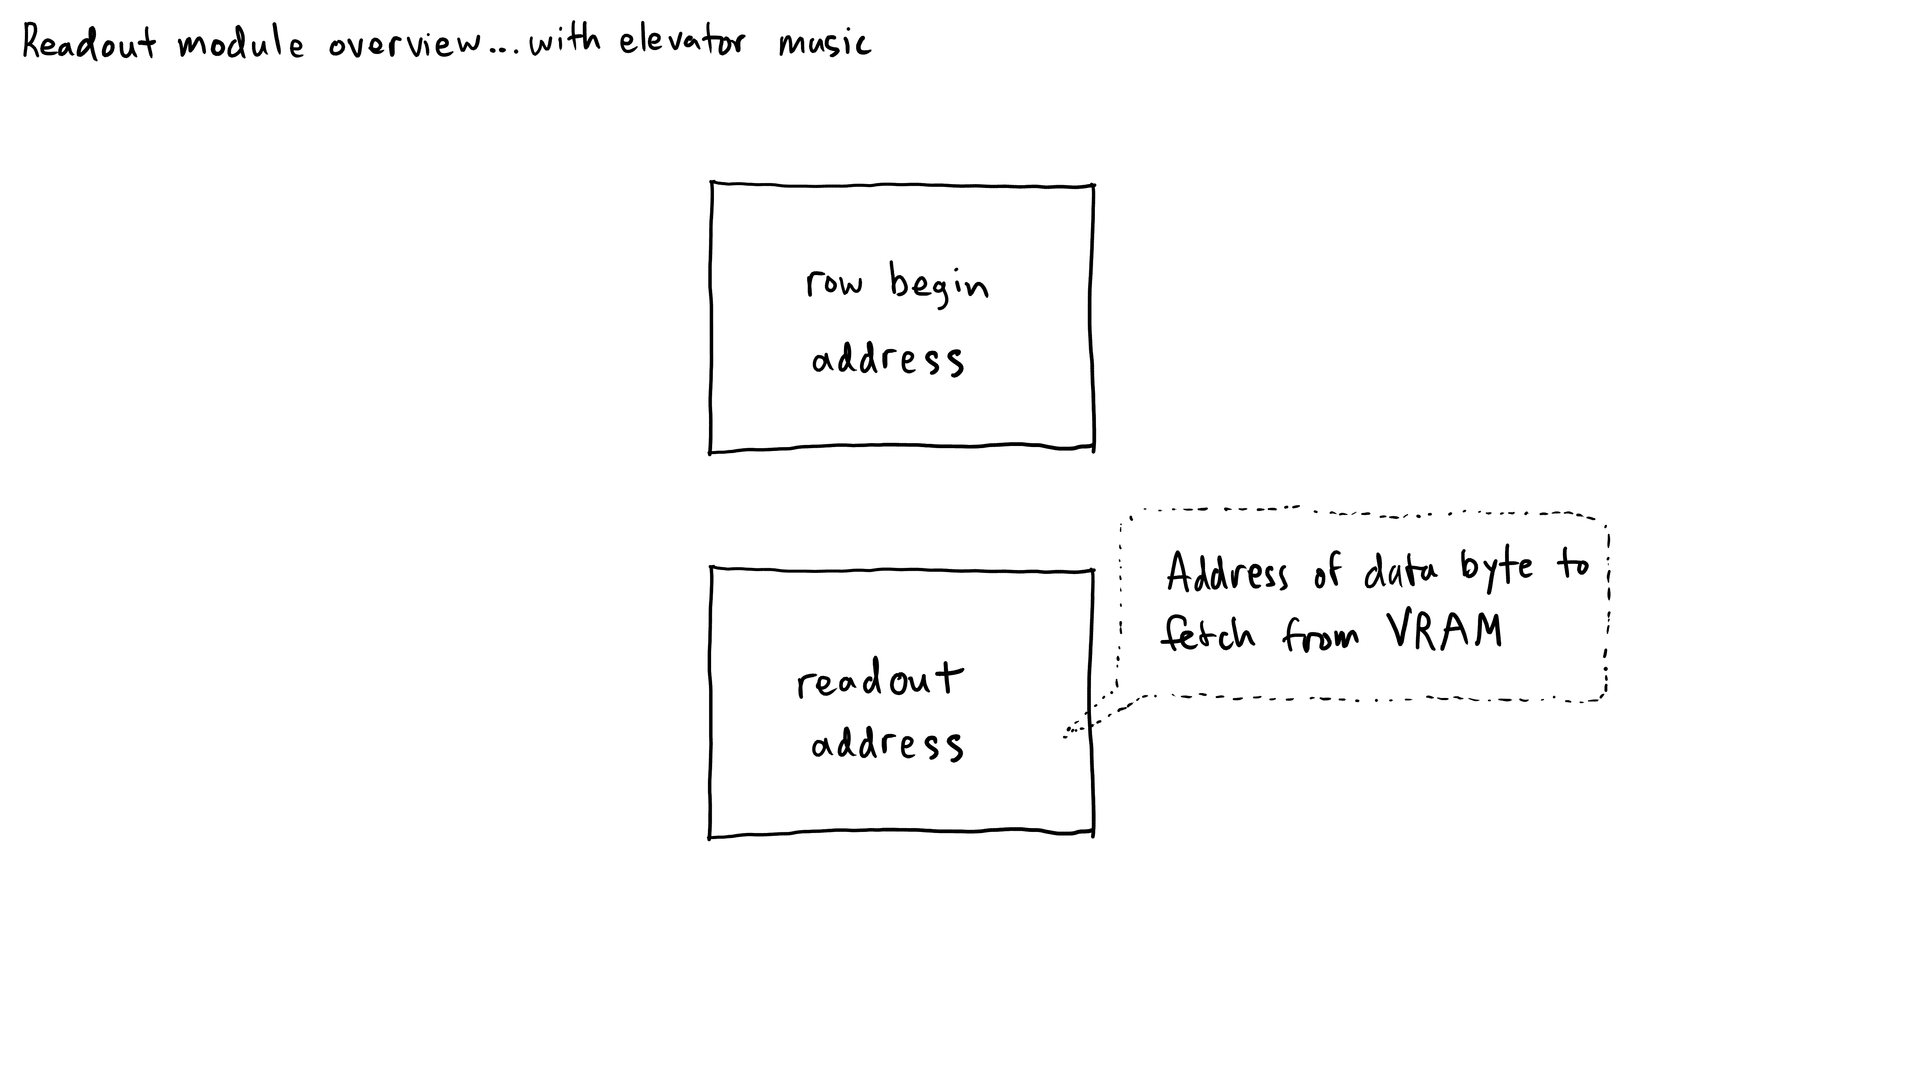 Readout module overview...with elevator music
row begin
address
readout
address
Address of data byte to
fetch from VRAM